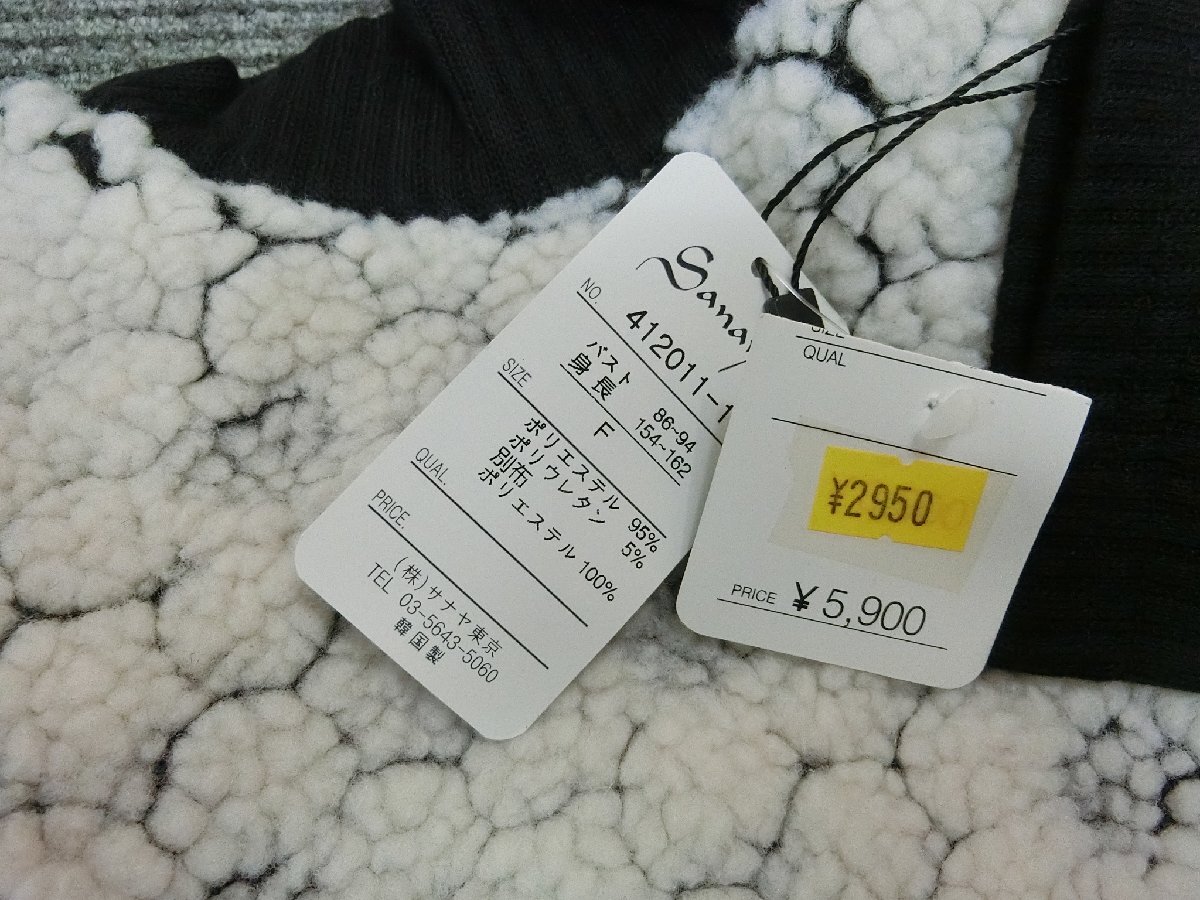 NO.
412011-1
バスト 86~94
身長 154~162
SIZE F
QUAL. ポリエステル 95%
ポリウレタン 5%
別布
ポリエステル 100%
PRICE.
(株)サナヤ東京
TEL 03-5643-5060
韓国製
QUAL
¥2950
PRICE ¥5,900